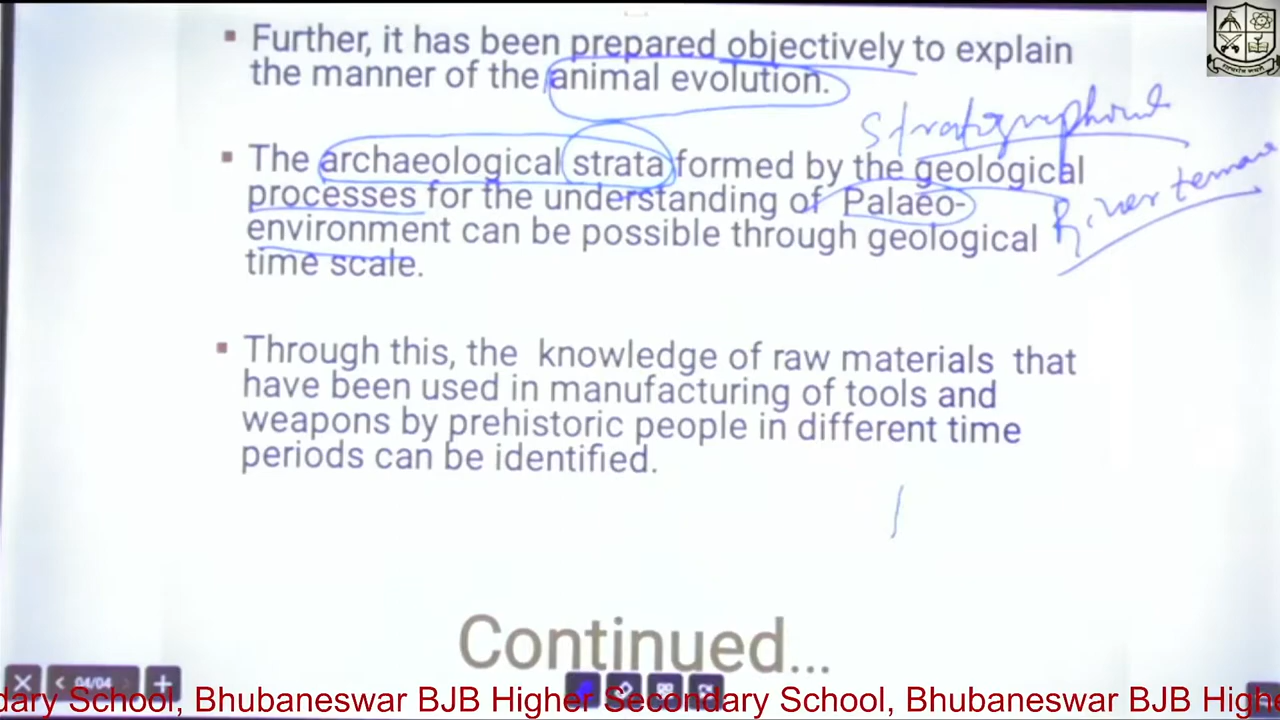 ▪ Further, it has been prepared objectively to explain
the manner of the animal evolution.
▪ The archaeological strata formed by the geological
processes for the understanding of Palaeo-
environment can be possible through geological
time scale.
River
▪ Through this, the knowledge of raw materials that
have been used in manufacturing of tools and
weapons by prehistoric people in different time
periods can be identified.
Continued...
04/04
dary School, Bhubaneswar BJB Higher Secondary School, Bhubaneswar BJB Highe